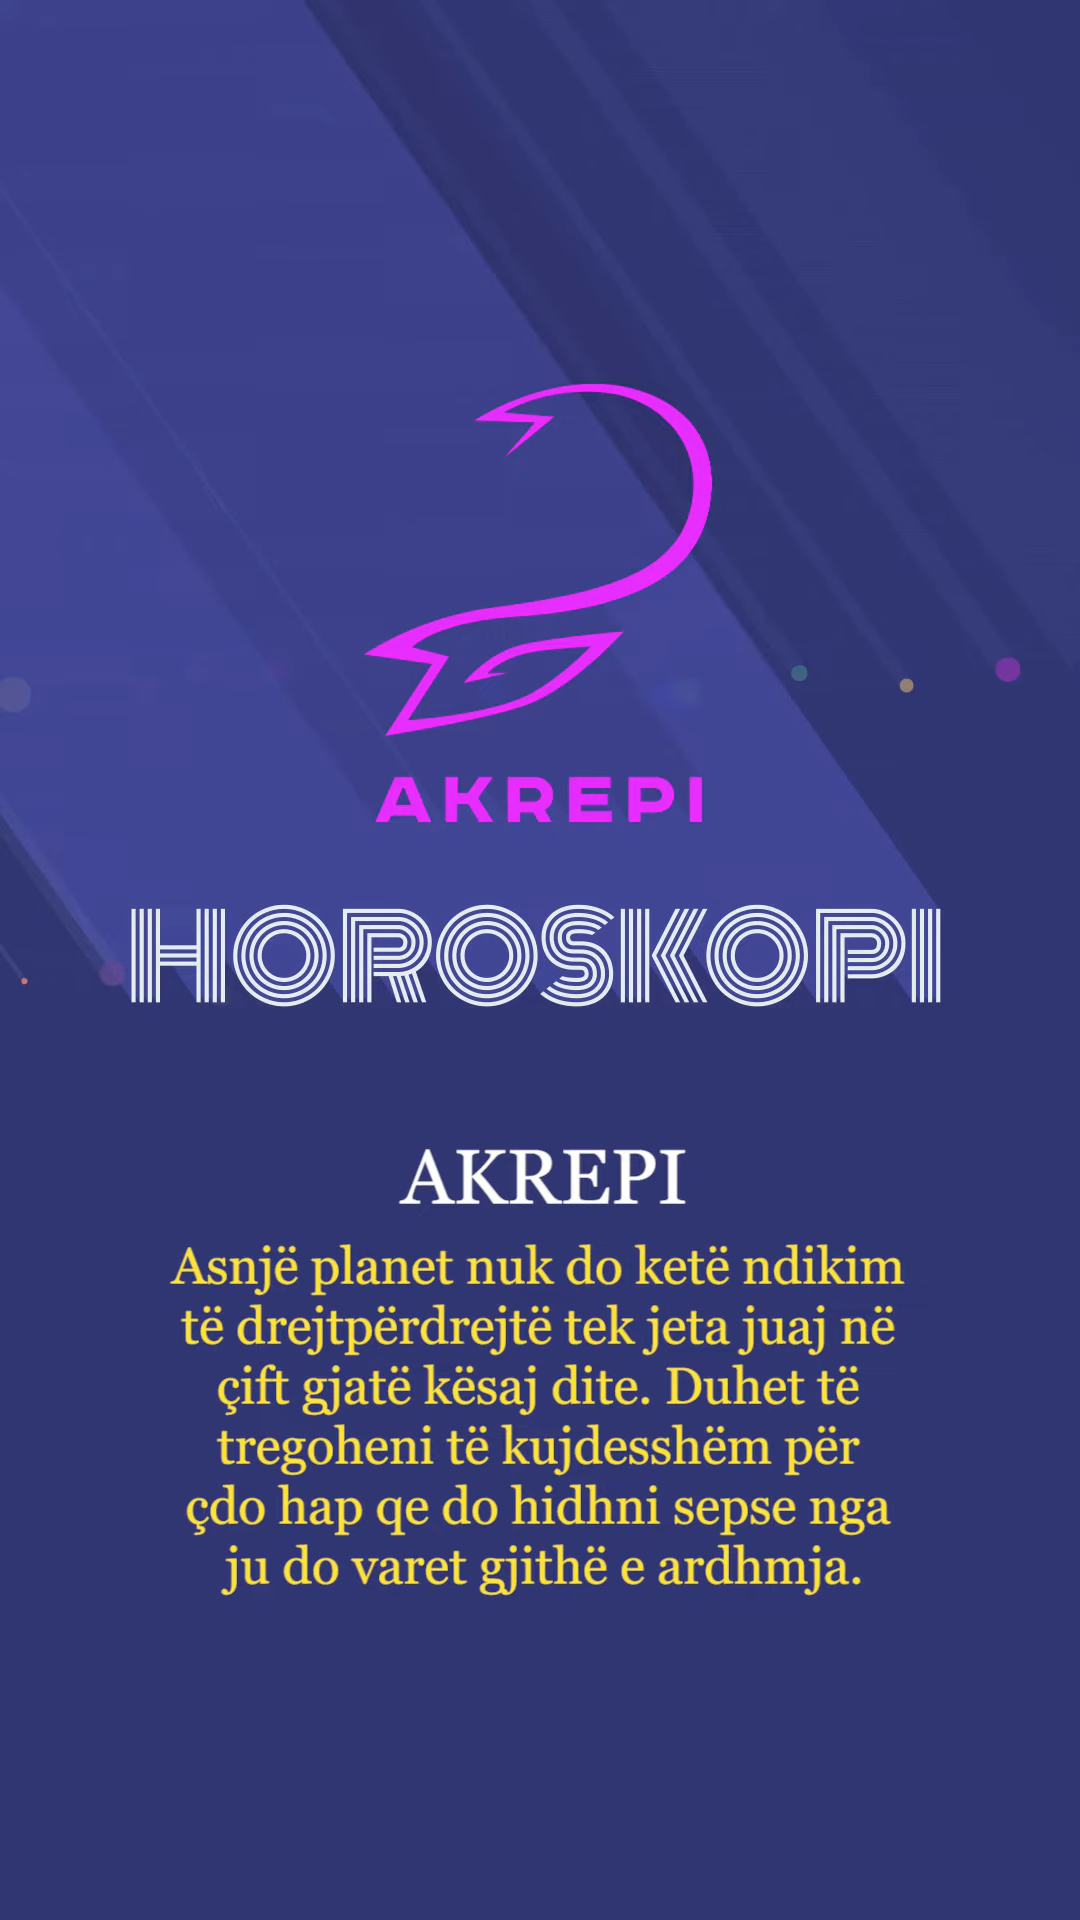 AKREPI
HOROSKOPI
AKREPI
Asnjë planet nuk do ketë ndikim
të drejtpërdrejtë tek jeta juaj në
çift gjatë kësaj dite. Duhet të
tregoheni të kujdesshëm për
çdo hap qe do hidhni sepse nga
ju do varet gjithë e ardhmja.